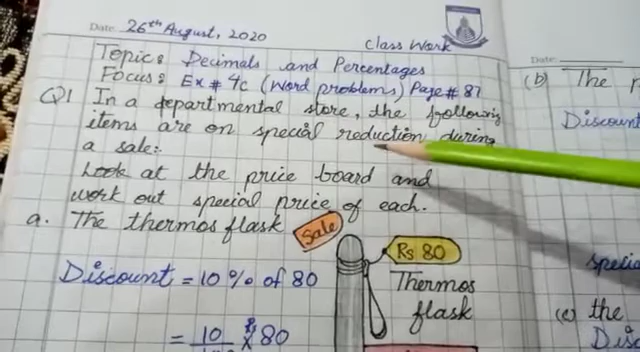 Date: 26th August, 2020
Class Work
Topic: Decimals and Percentages
Focus: Ex # 4c (Word problems) Page # 87
Q1 In a departmental store, the following
items are on special reduction during
a sale:
Look at the price board and
work out special price of each.
a. The thermos flask
Sale
Rs 80
Thermos
flask
Discount = 10 % of 80
= 10 × 80
Date:
(b) The
Discount
(c) the